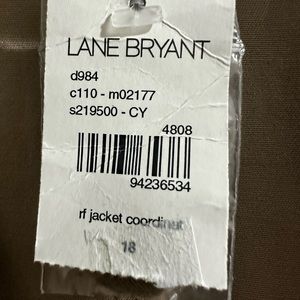 LANE BRYANT
d984
c110 - m02177
s219500 - CY
4808
94236534
rf jacket coordinat
18